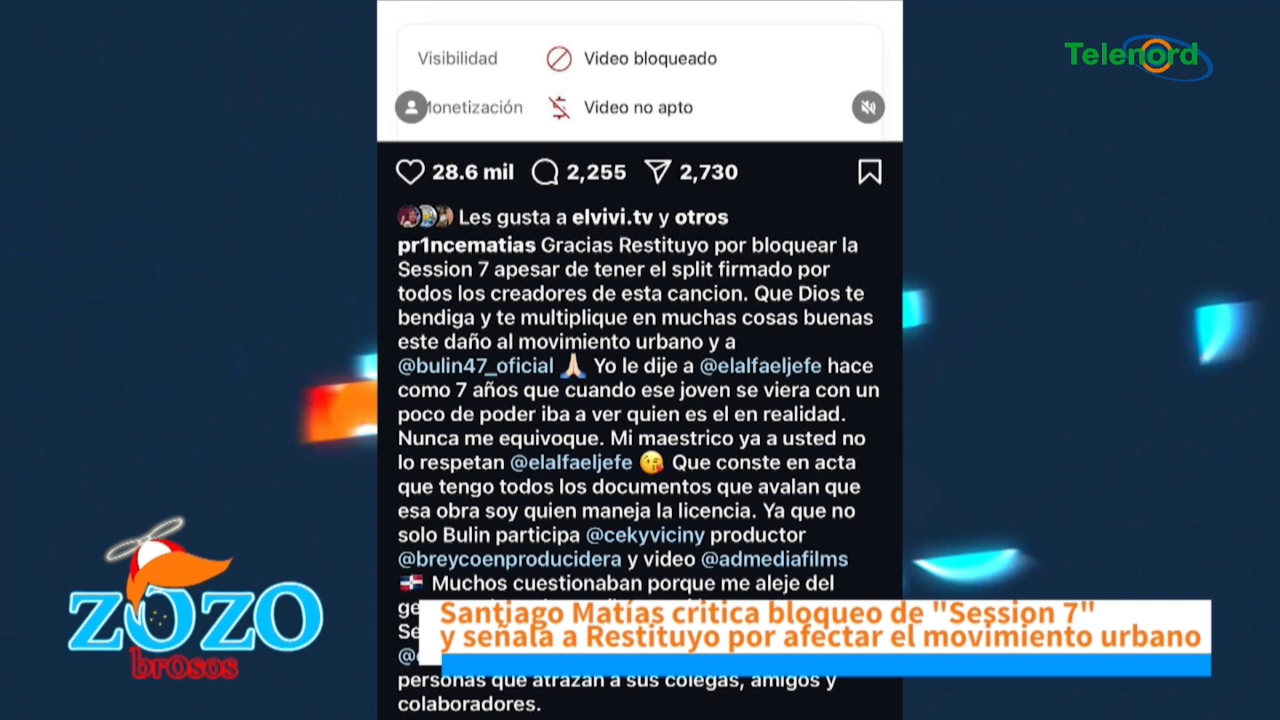 Visibilidad
Video bloqueado
Monetización
Video no apto
Telenord
28.6 mil
2,255
2,730
Les gusta a elvivi.tv y otros
pr1ncematias Gracias Restituyo por bloquear la
Session 7 apesar de tener el split firmado por
todos los creadores de esta cancion. Que Dios te
bendiga y te multiplique en muchas cosas buenas
este daño al movimiento urbano y a
@bulin47_oficial 🙏🏻 Yo le dije a @elalfaeljefe hace
como 7 años que cuando ese joven se viera con un
poco de poder iba a ver quien es el en realidad.
Nunca me equivoque. Mi maestrico ya a usted no
lo respetan @elalfaeljefe 😘 Que conste en acta
que tengo todos los documentos que avalan que
esa obra soy quien maneja la licencia. Ya que no
solo Bulin participa @cekyviciny productor
@breycoenproducidera y video @admediafilms
🇩🇴 Muchos cuestionaban porque me aleje del
personas que atrazan a sus colegas, amigos y
colaboradores.
zozo
brosos
Santiago Matías critica bloqueo de "Session 7"
y señala a Restituyo por afectar el movimiento urbano